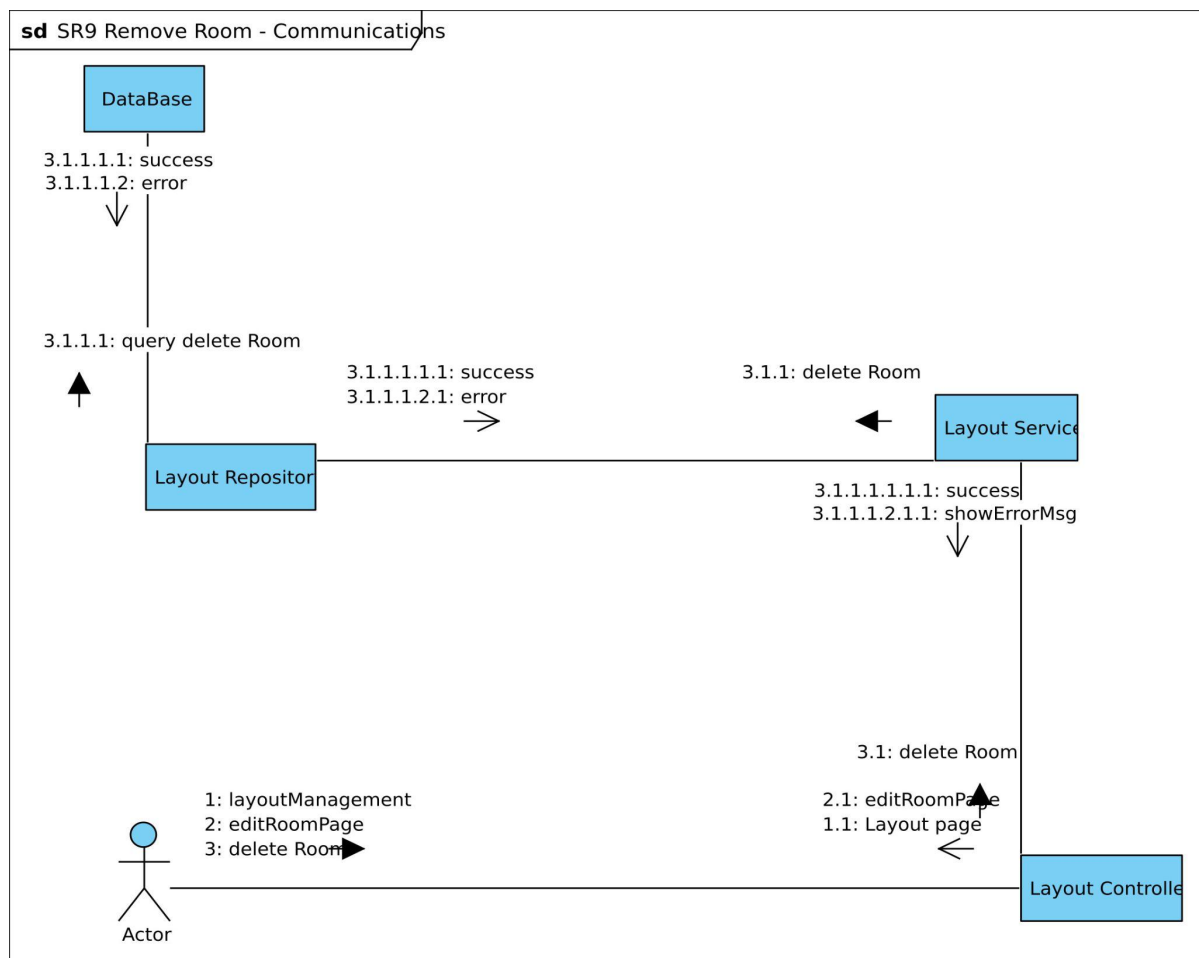 sd SR9 Remove Room - Communications
DataBase
3.1.1.1.1: success
3.1.1.1.2: error
3.1.1.1: query delete Room
3.1.1.1.1.1: success
3.1.1.1.2.1: error
3.1.1: delete Room
Layout Service
Layout Repositor
3.1.1.1.1.1.1: success
3.1.1.1.2.1.1: showErrorMsg
3.1: delete Room
1: layoutManagement
2: editRoomPage
3: delete Room
2.1: editRoomPage
1.1: Layout page
Layout Controlle
Actor